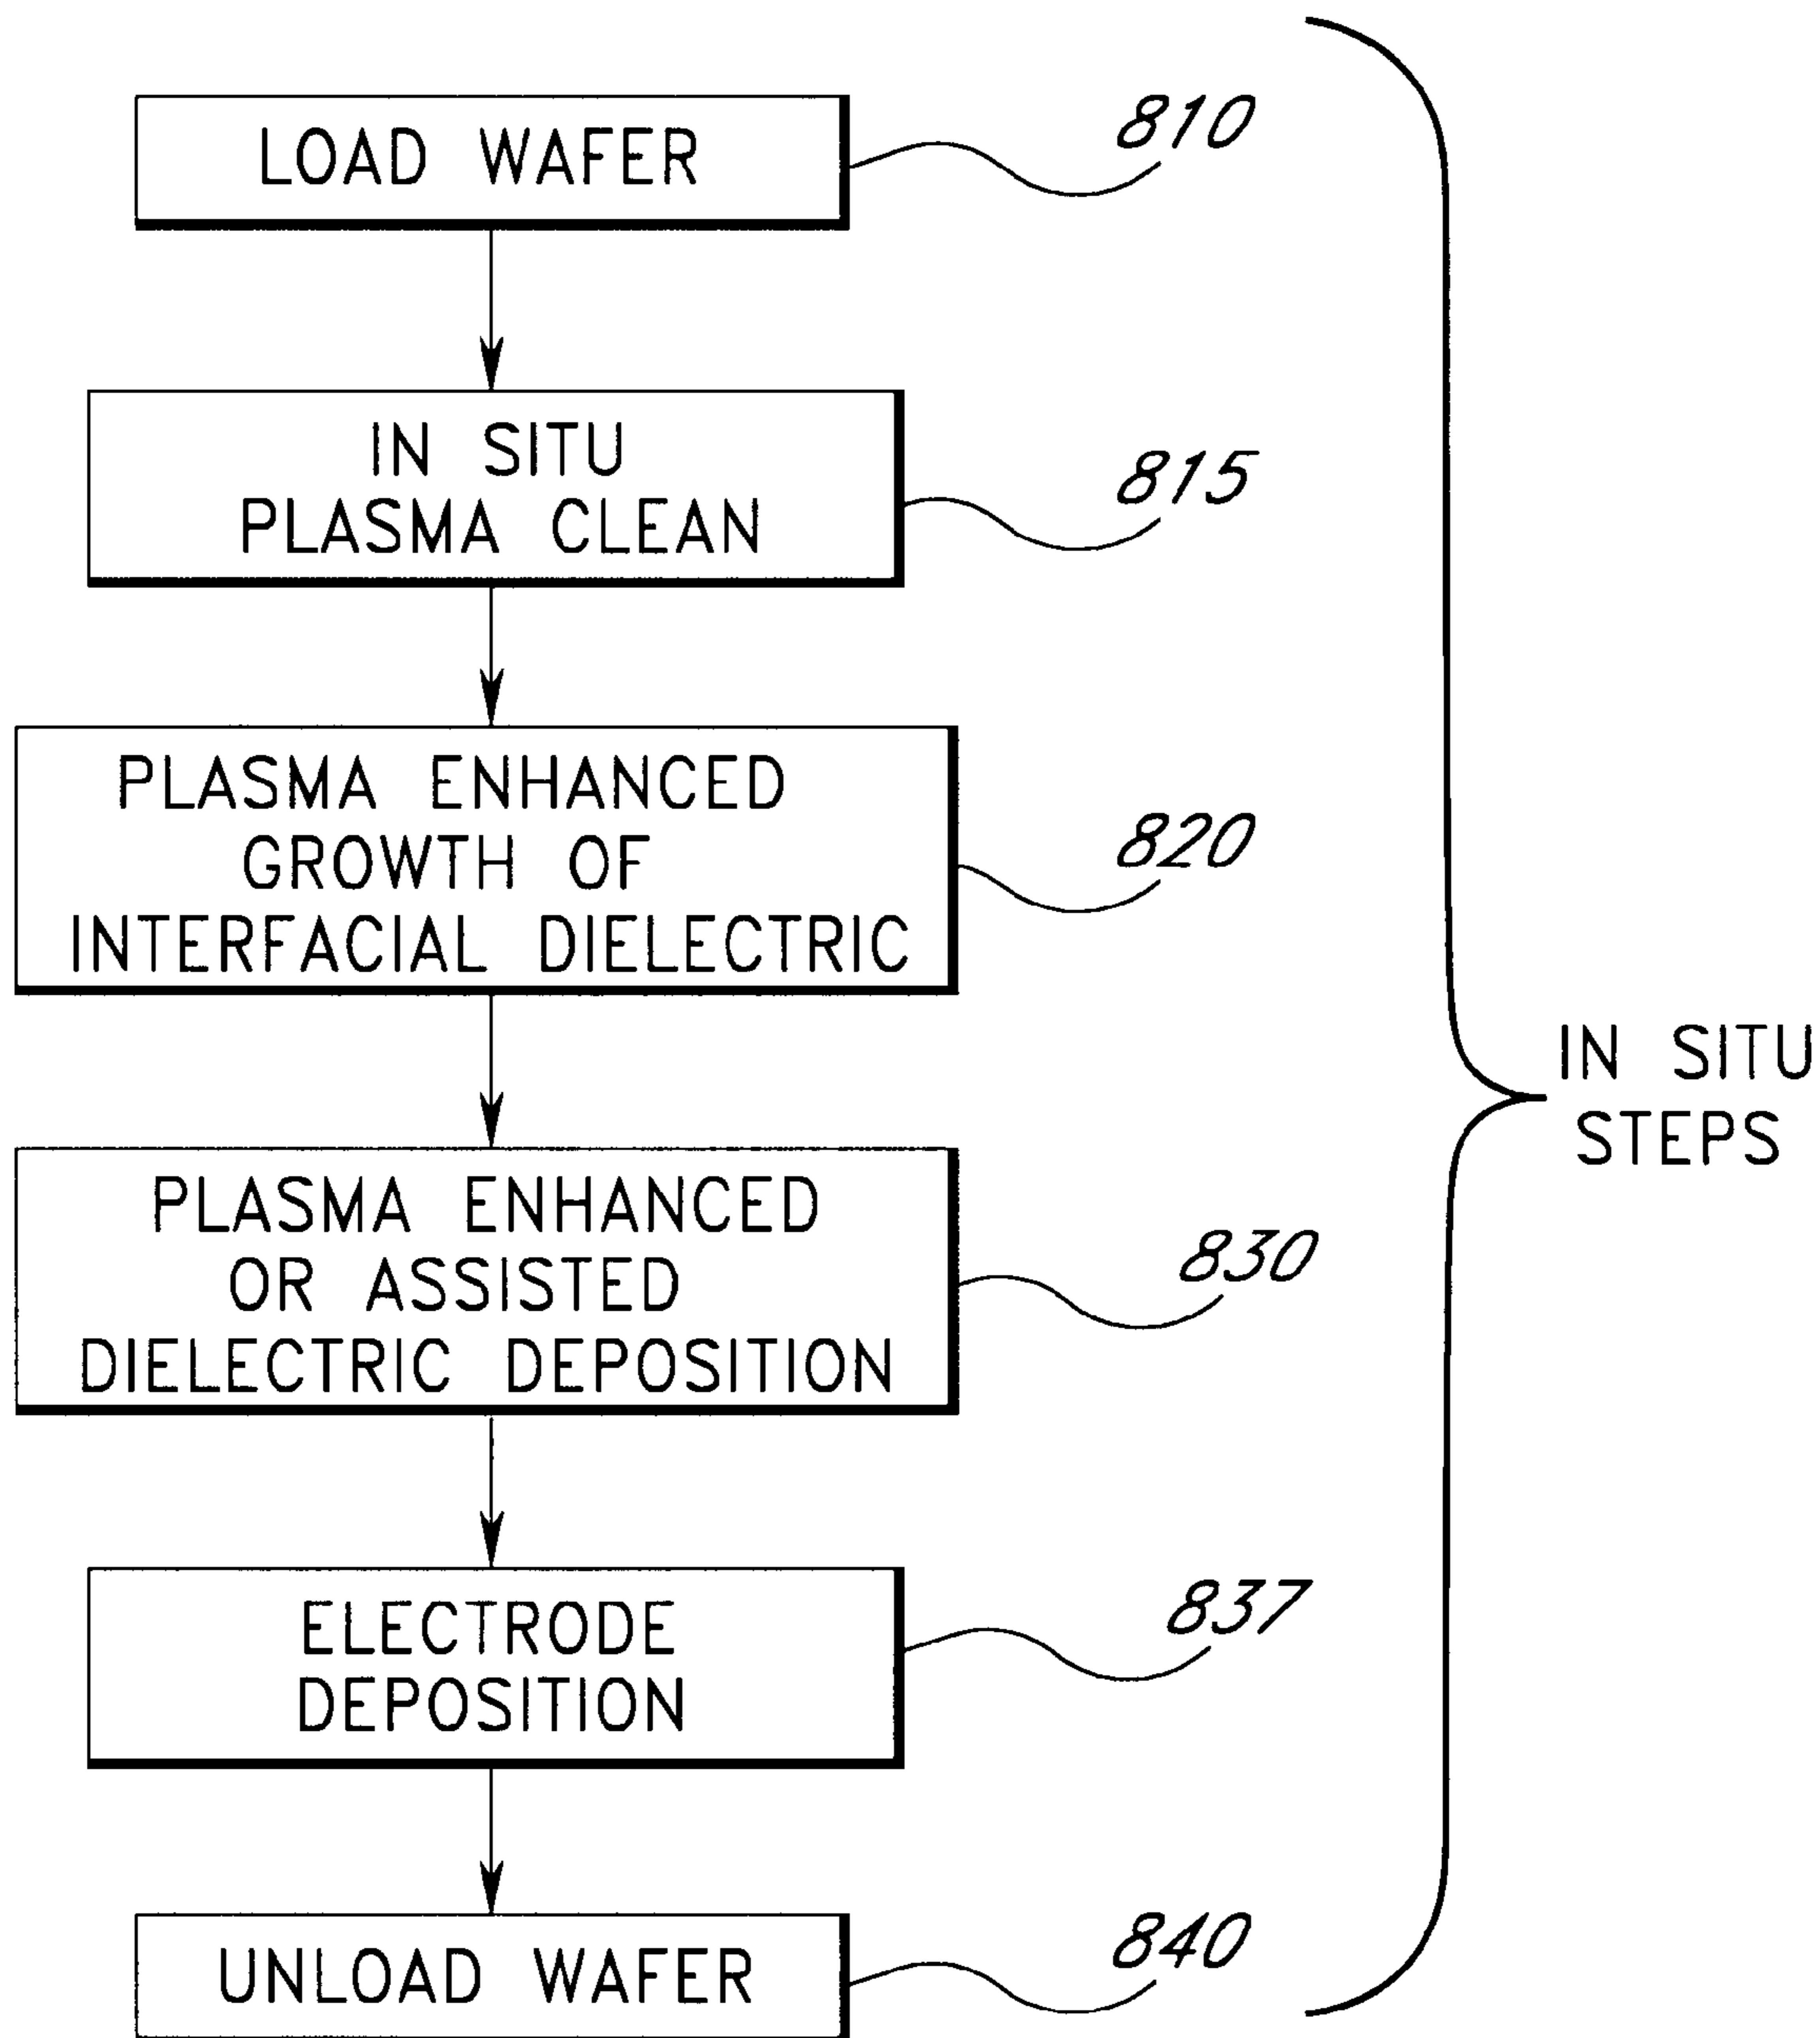 LOAD WAFER
810
IN SITU
PLASMA CLEAN
815
PLASMA ENHANCED
GROWTH OF
INTERFACIAL DIELECTRIC
820
PLASMA ENHANCED
OR ASSISTED
DIELECTRIC DEPOSITION
830
ELECTRODE
DEPOSITION
837
UNLOAD WAFER
840
IN SITU
STEPS